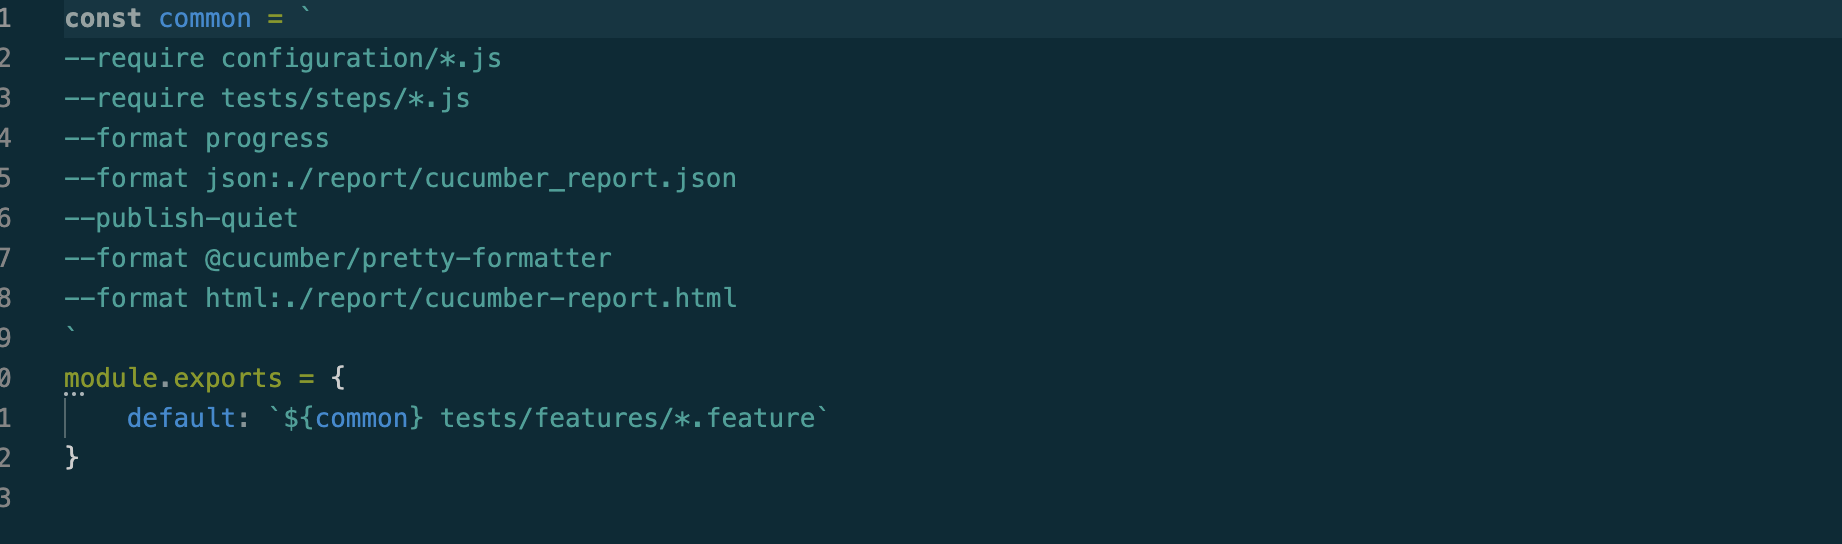 1 const common = `
2 --require configuration/*.js
3 --require tests/steps/*.js
4 --format progress
5 --format json:./report/cucumber_report.json
6 --publish-quiet
7 --format @cucumber/pretty-formatter
8 --format html:./report/cucumber-report.html
9 `
0 module.exports = {
1 default: `${common} tests/features/*.feature`
2 }
3